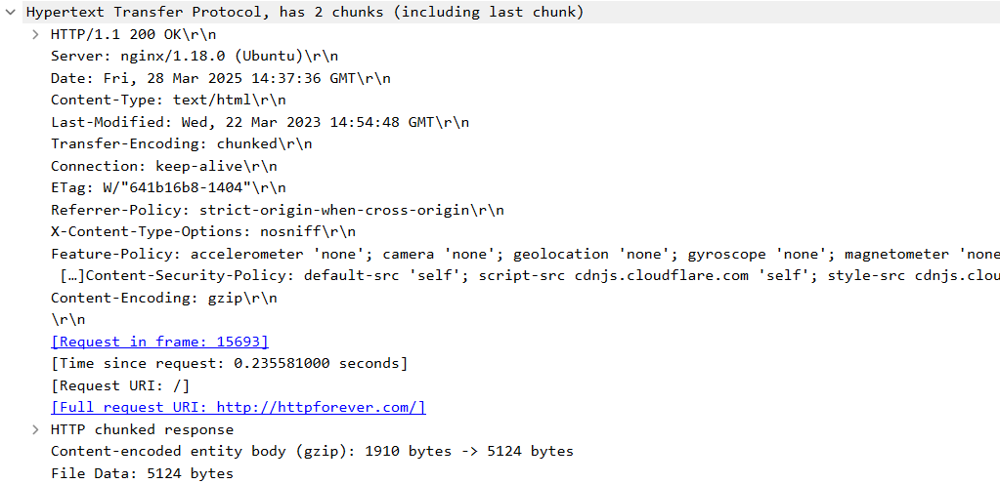 Hypertext Transfer Protocol, has 2 chunks (including last chunk)
HTTP/1.1 200 OK\r\n
Server: nginx/1.18.0 (Ubuntu)\r\n
Date: Fri, 28 Mar 2025 14:37:36 GMT\r\n
Content-Type: text/html\r\n
Last-Modified: Wed, 22 Mar 2023 14:54:48 GMT\r\n
Transfer-Encoding: chunked\r\n
Connection: keep-alive\r\n
ETag: W/"641b16b8-1404"\r\n
Referrer-Policy: strict-origin-when-cross-origin\r\n
X-Content-Type-Options: nosniff\r\n
Feature-Policy: accelerometer 'none'; camera 'none'; geolocation 'none'; gyroscope 'none'; magnetometer 'none
[…]Content-Security-Policy: default-src 'self'; script-src cdnjs.cloudflare.com 'self'; style-src cdnjs.clou
Content-Encoding: gzip\r\n
\r\n
[Request in frame: 15693]
[Time since request: 0.235581000 seconds]
[Request URI: /]
[Full request URI: http://httpforever.com/]
HTTP chunked response
Content-encoded entity body (gzip): 1910 bytes -> 5124 bytes
File Data: 5124 bytes